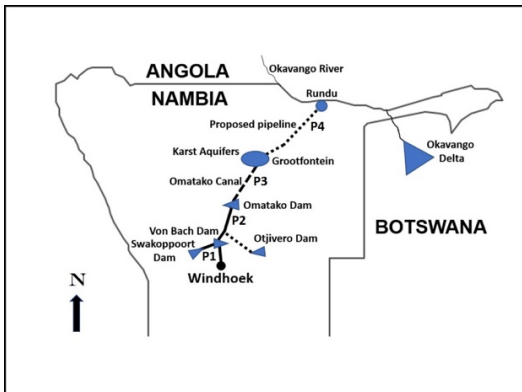 Okavango River
ANGOLA
NAMBIA
Rundu
Proposed pipeline
P4
Karst Aquifers
Grootfontein
Okavango
Delta
Omatako Canal
P3
Omatako Dam
P2
BOTSWANA
Von Bach Dam
Swakoppoort
Dam
Otjivero Dam
P1
Windhoek
N